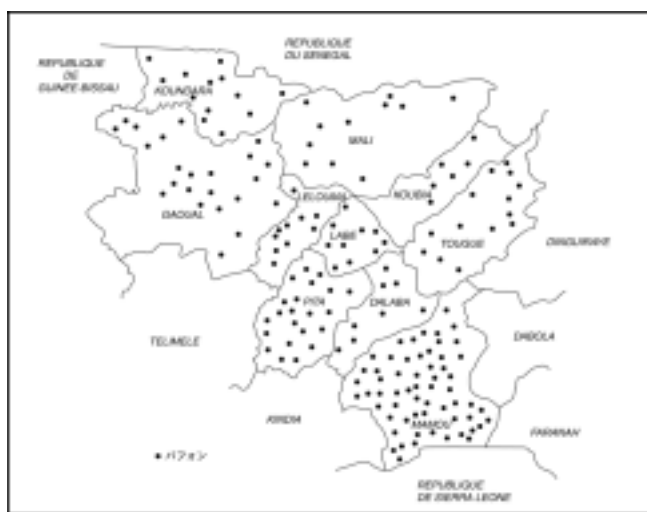 REPUBLIQUE
DU SENEGAL
REPUBLIQUE
DE
GUINEE-BISSAU
KOUNDARA
MALI
KOUBIA
LELOUMA
GAOUAL
LABE
TOUGUE
DINGUIRAYE
PITA
DALABA
TELIMELE
DABOLA
KINDIA
MAMOU
FARANAH
パフォン
REPUBLIQUE
DE SIERRA-LEONE